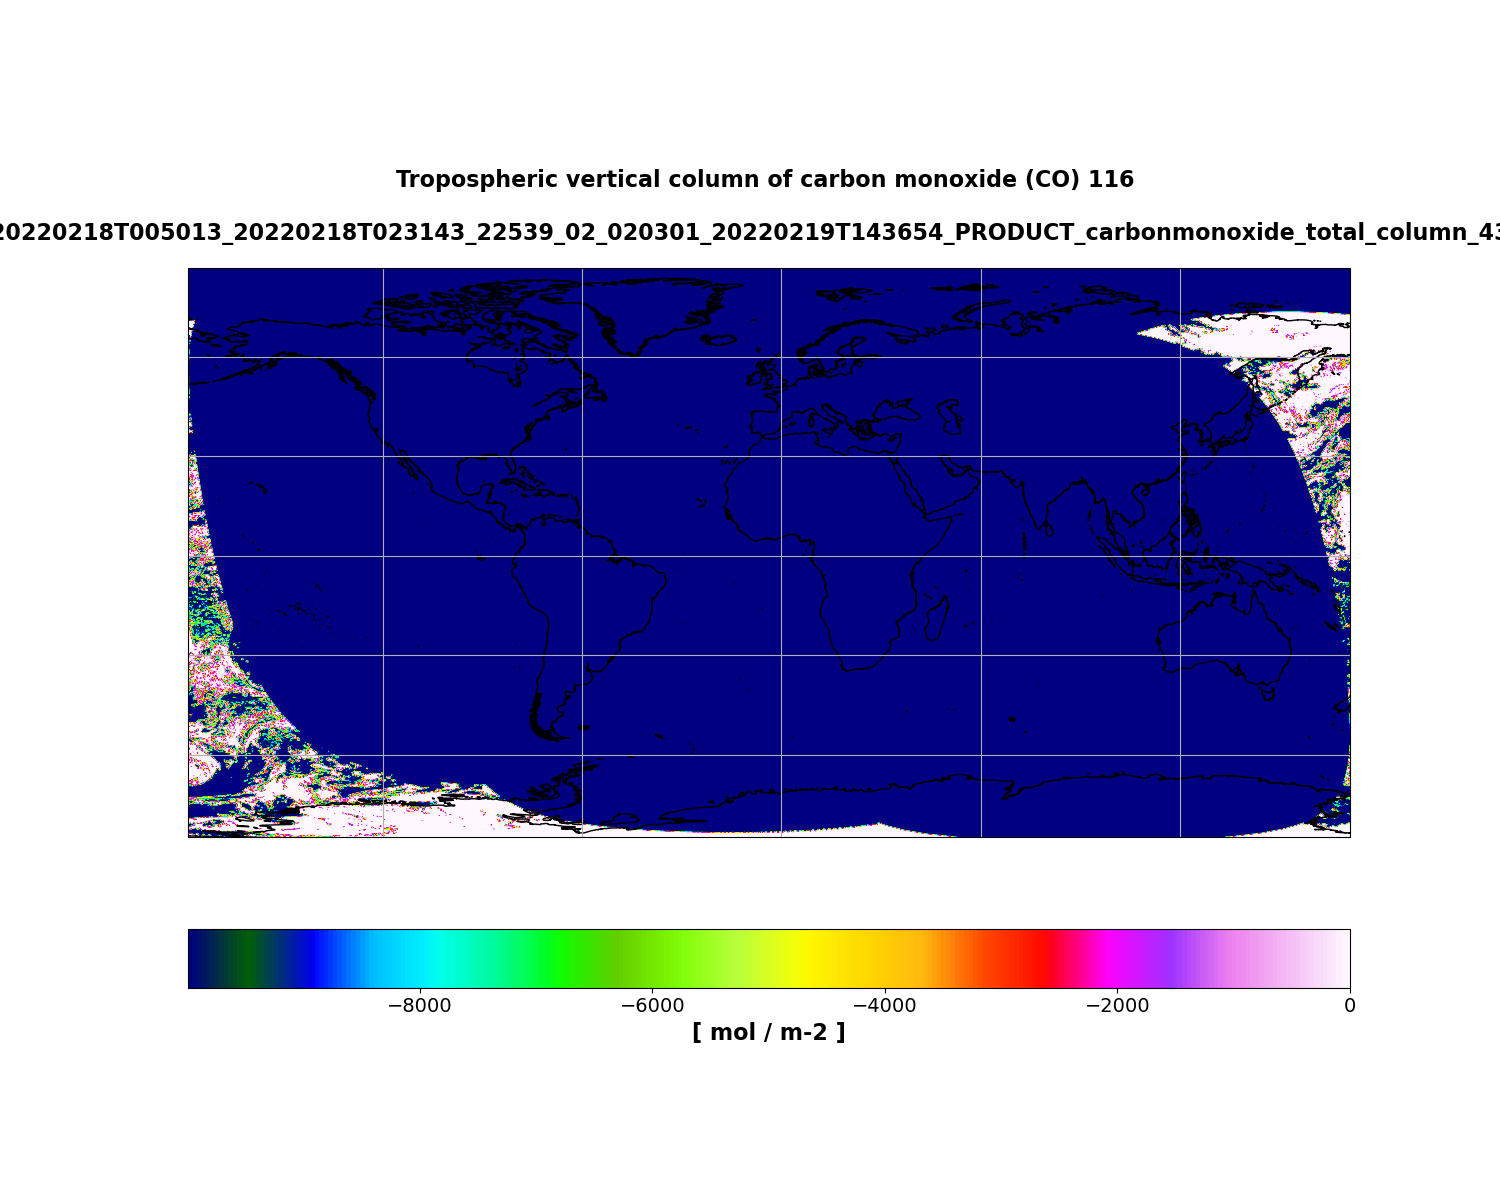 Tropospheric vertical column of carbon monoxide (CO) 116
20220218T005013_20220218T023143_22539_02_020301_20220219T143654_PRODUCT_carbonmonoxide_total_column_43
−8000 −6000 −4000 −2000 0
[ mol / m-2 ]